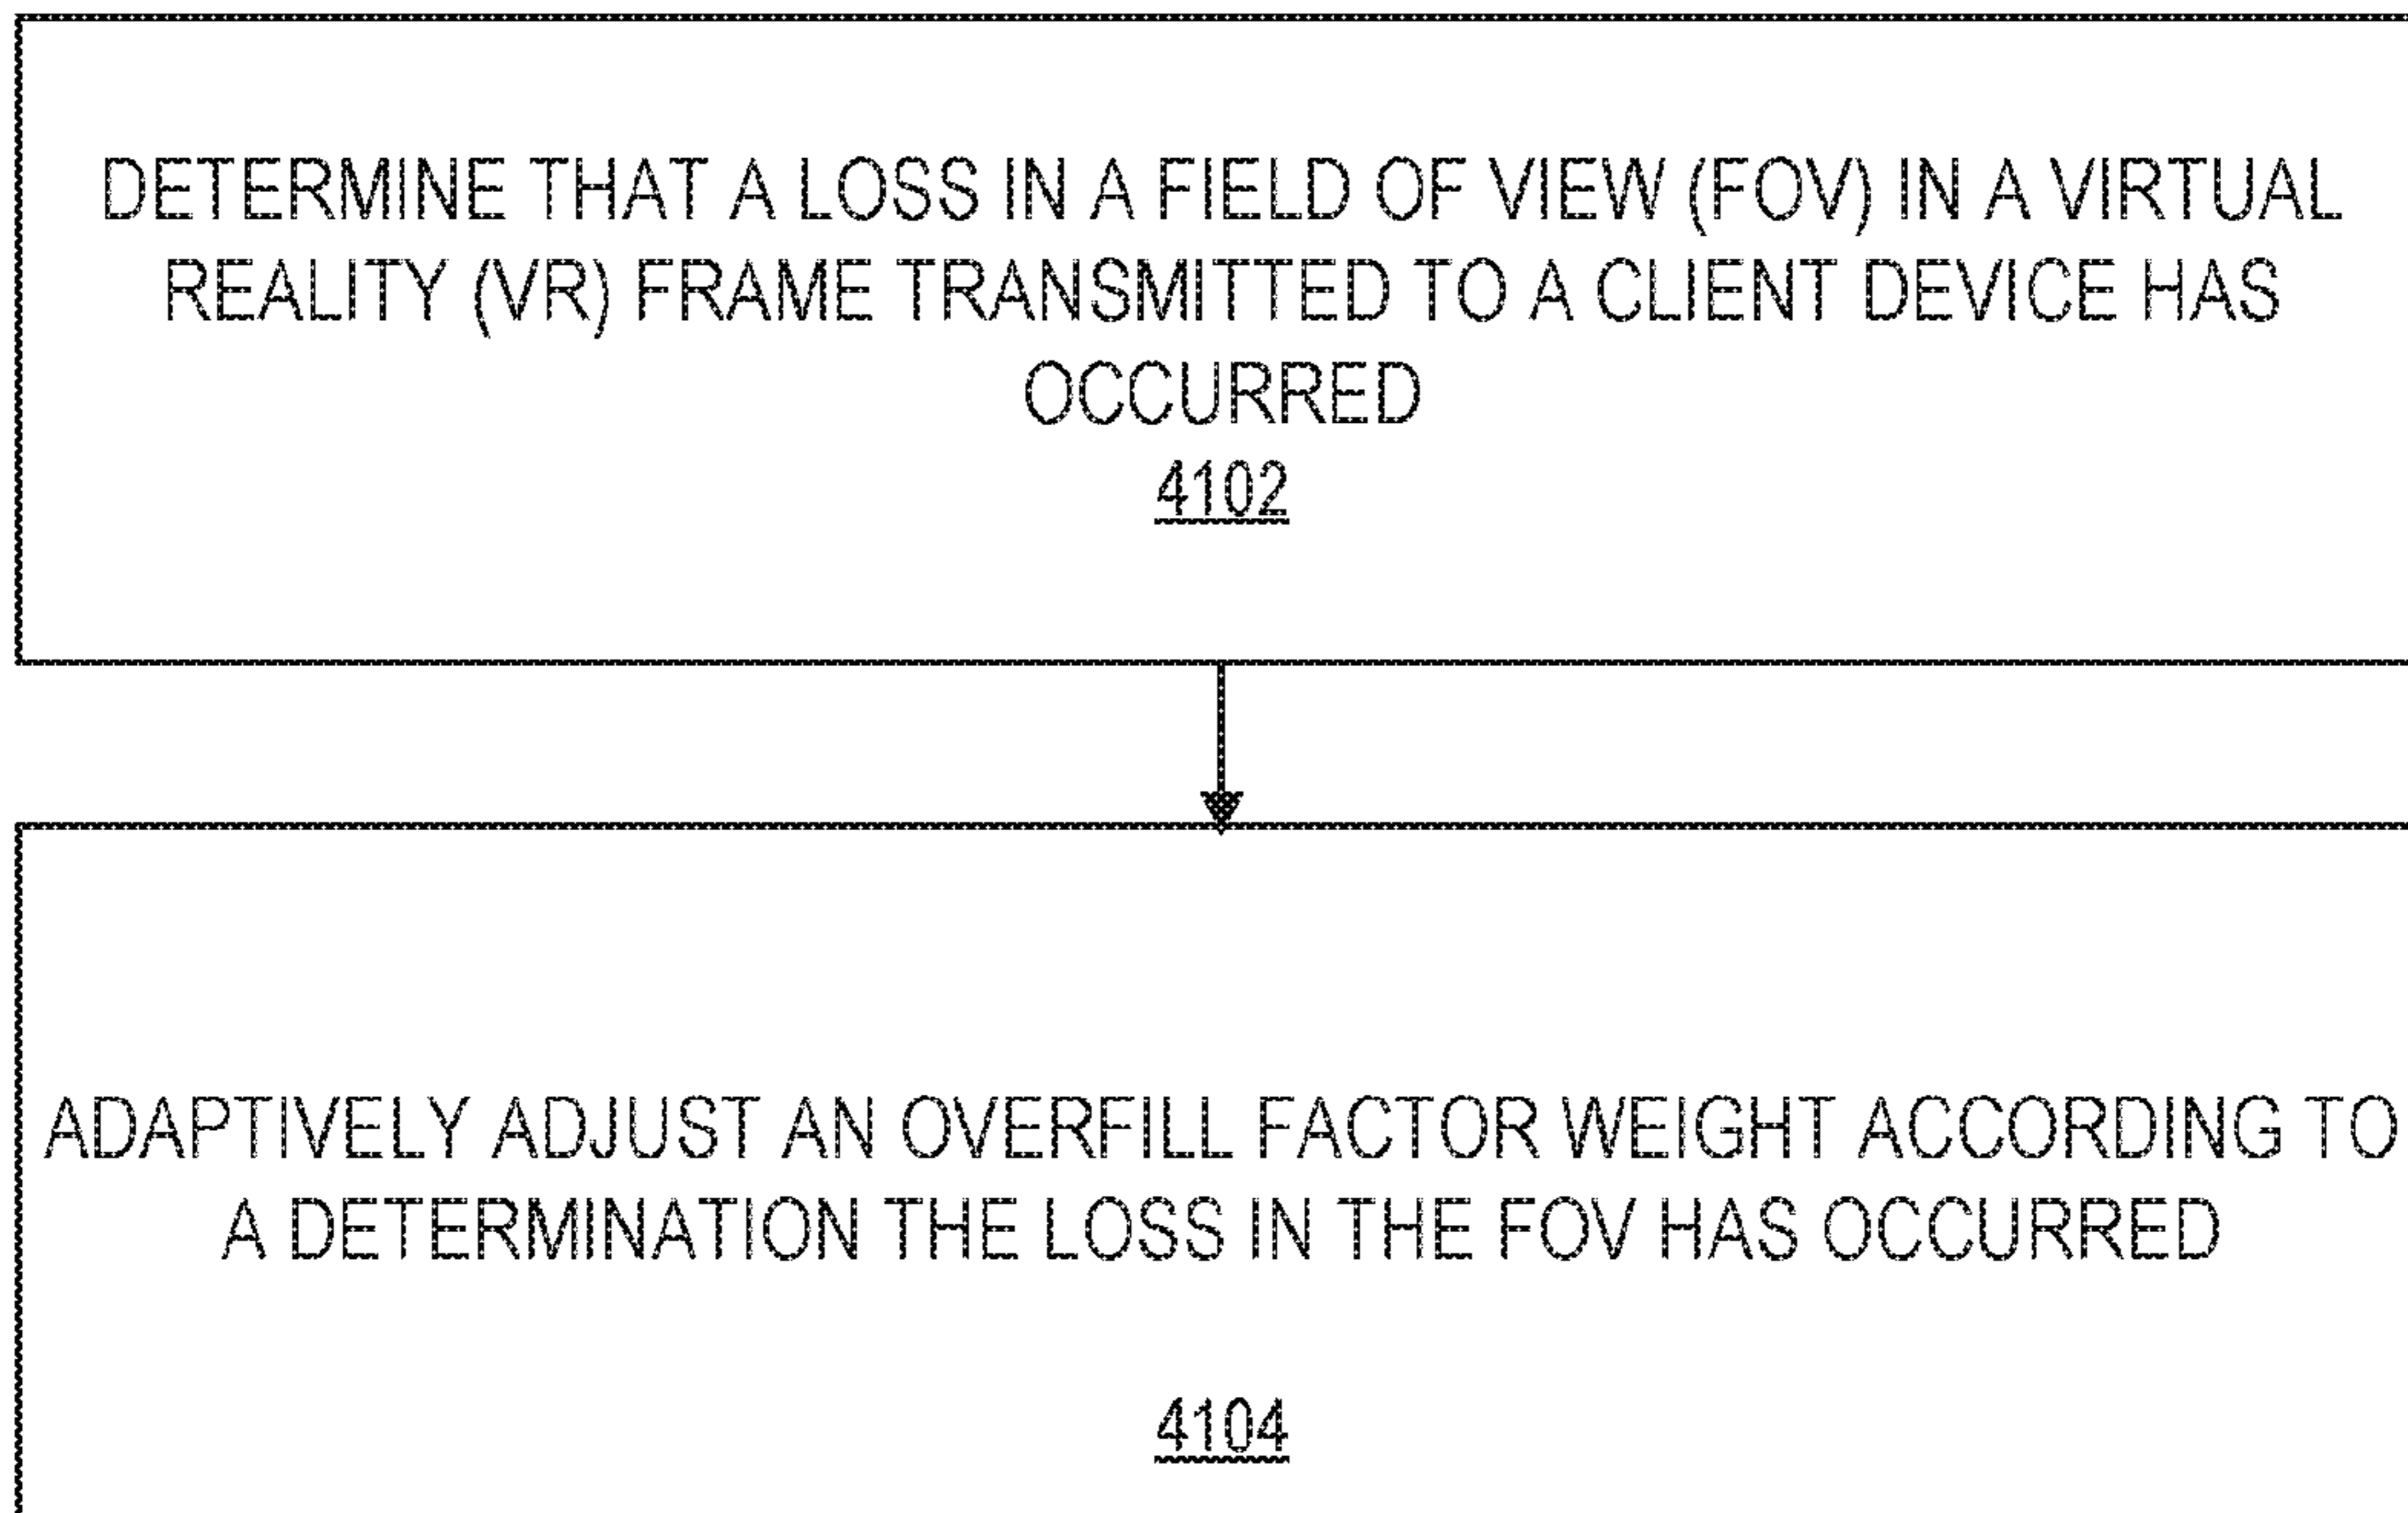 DETERMINE THAT A LOSS IN A FIELD OF VIEW (FOV) IN A VIRTUAL
REALITY (VR) FRAME TRANSMITTED TO A CLIENT DEVICE HAS
OCCURRED
4102
ADAPTIVELY ADJUST AN OVERFILL FACTOR WEIGHT ACCORDING TO
A DETERMINATION THE LOSS IN THE FOV HAS OCCURRED
4104